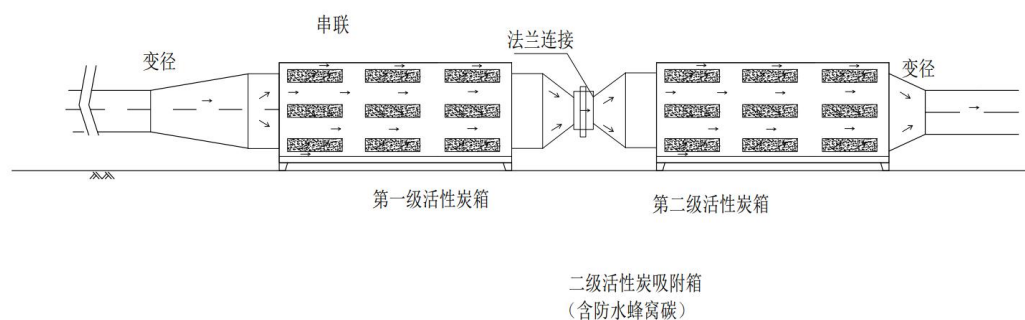 串联
法兰连接
变径
变径
第一级活性炭箱
第二级活性炭箱
二级活性炭吸附箱
（含防水蜂窝碳）